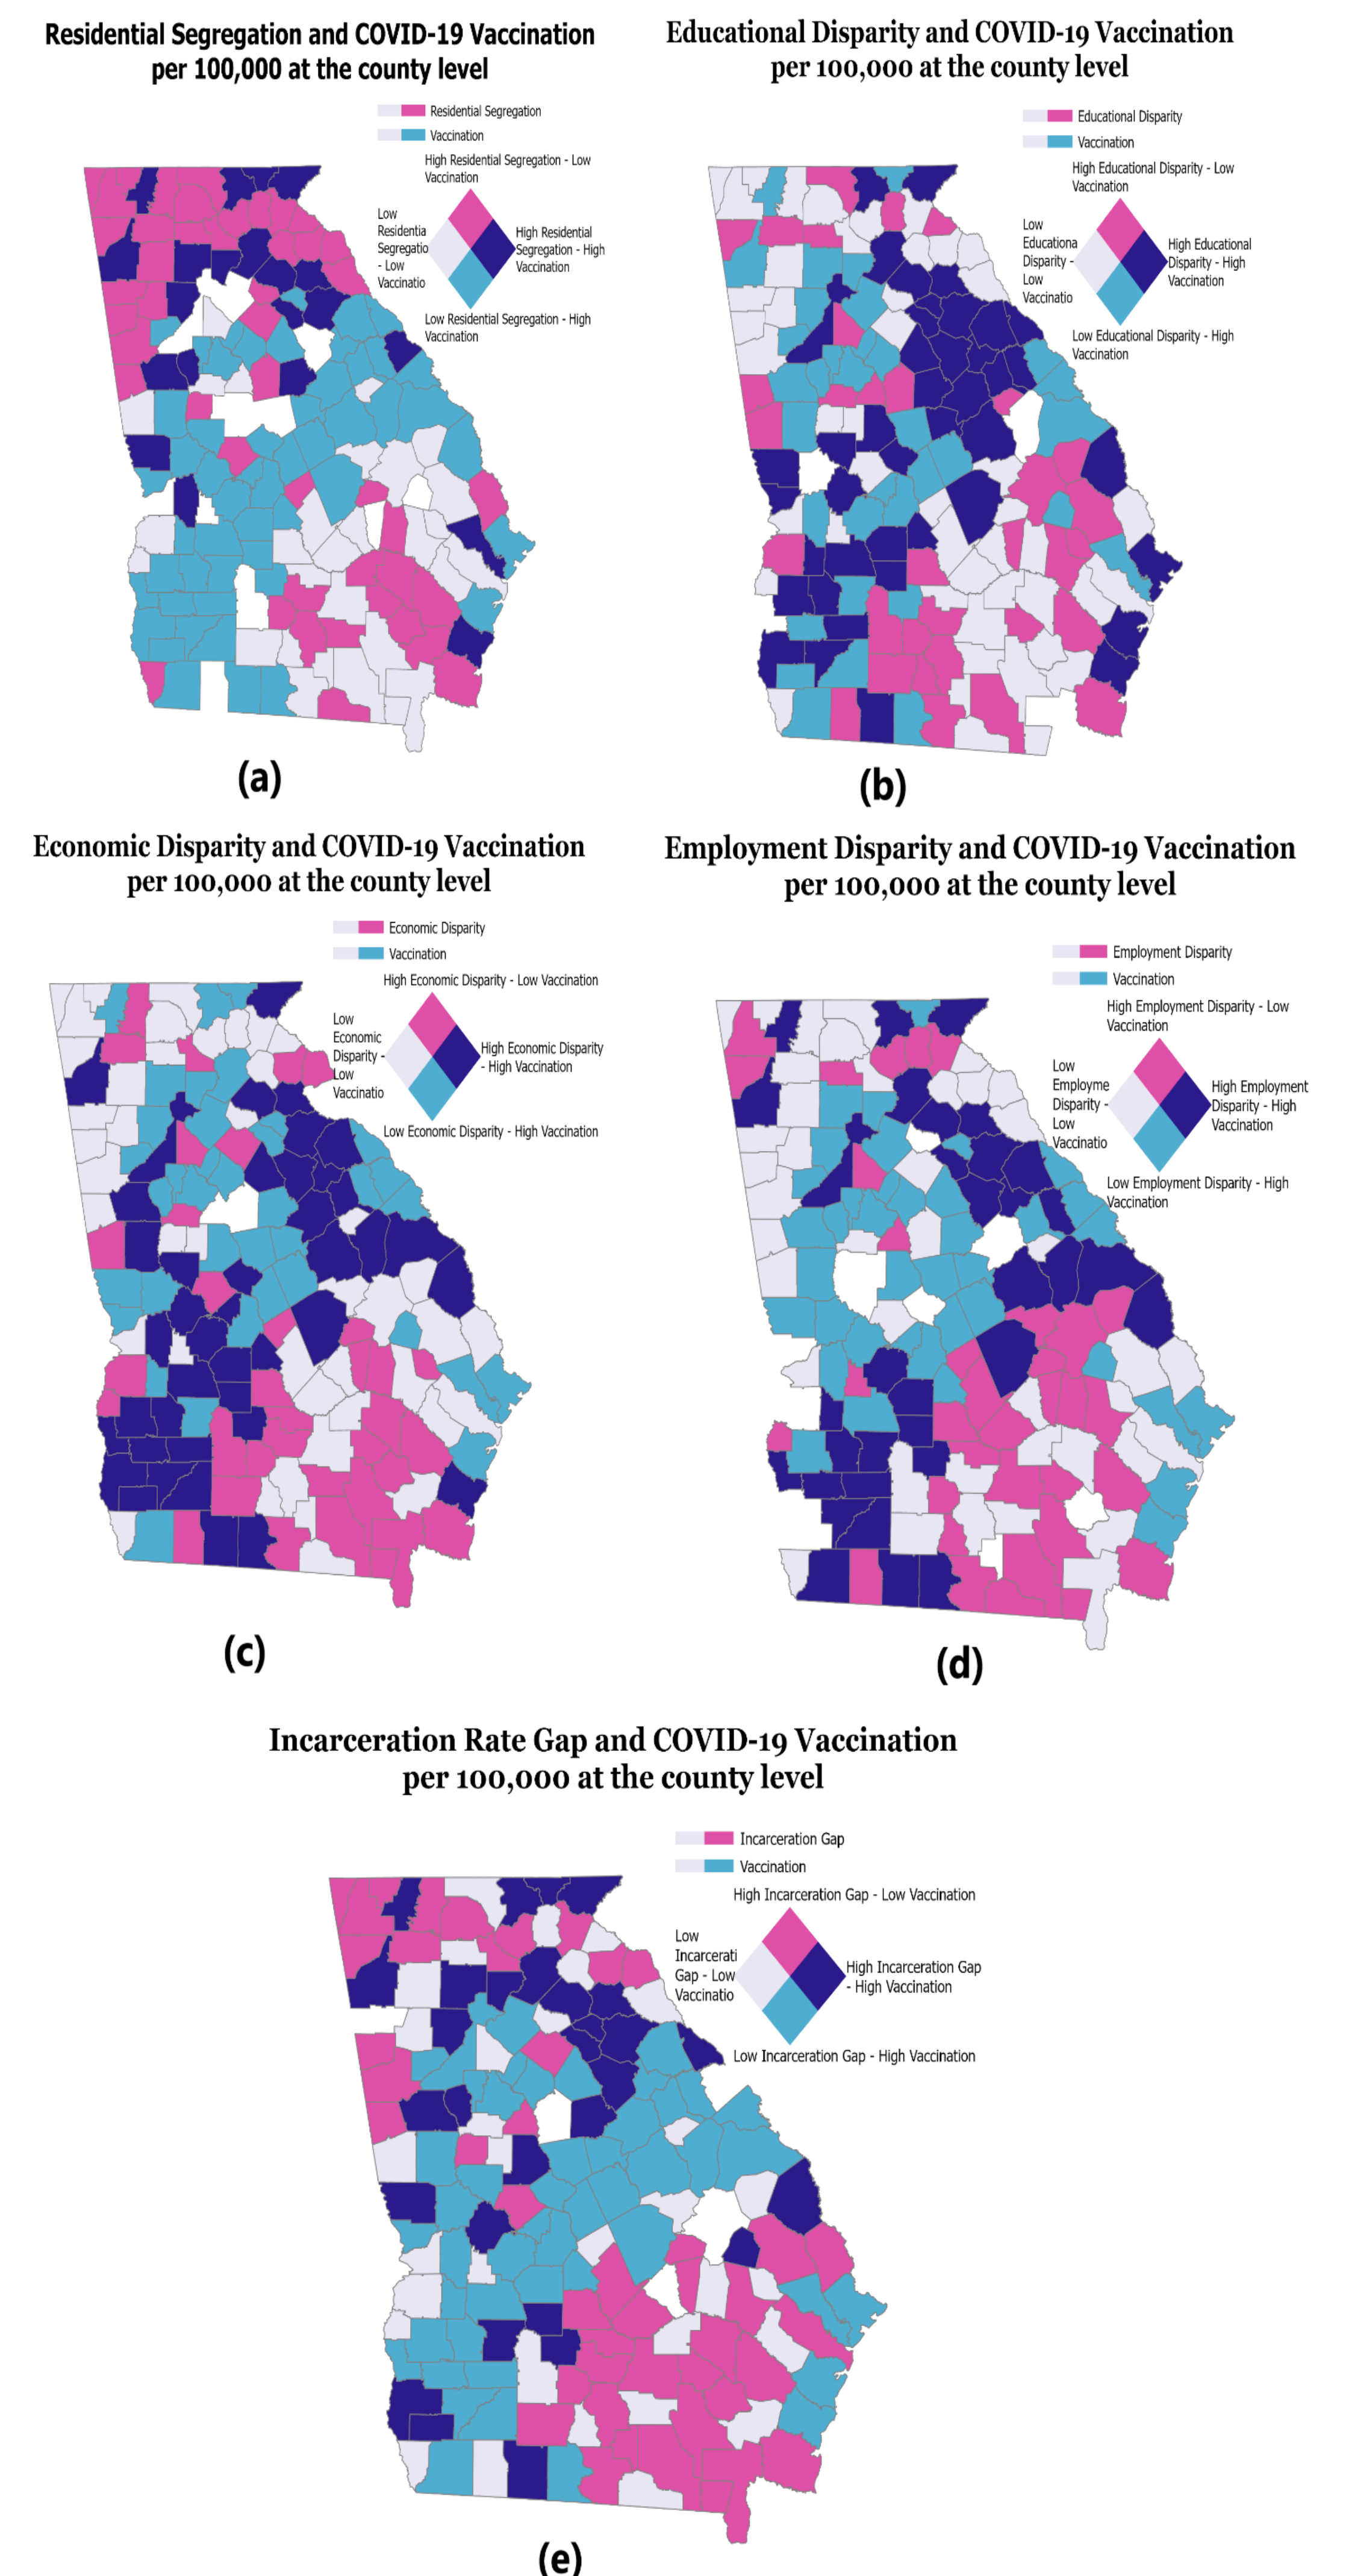 Residential Segregation and COVID-19 Vaccination
per 100,000 at the county level
Residential Segregation
Vaccination
High Residential Segregation - Low
Vaccination
Low
Residentia
Segregatio
- Low
Vaccinatio
High Residential
Segregation - High
Vaccination
Low Residential Segregation - High
Vaccination
(a)
Educational Disparity and COVID-19 Vaccination
per 100,000 at the county level
Educational Disparity
Vaccination
High Educational Disparity - Low
Vaccination
Low
Educationa
Disparity -
Low
Vaccinatio
High Educational
Disparity - High
Vaccination
Low Educational Disparity - High
Vaccination
(b)
Economic Disparity and COVID-19 Vaccination
per 100,000 at the county level
Economic Disparity
Vaccination
High Economic Disparity - Low Vaccination
Low
Economic
Disparity -
Low
Vaccinatio
High Economic Disparity
- High Vaccination
Low Economic Disparity - High Vaccination
(c)
Employment Disparity and COVID-19 Vaccination
per 100,000 at the county level
Employment Disparity
Vaccination
High Employment Disparity - Low
Vaccination
Low
Employme
Disparity -
Low
Vaccinatio
High Employment
Disparity - High
Vaccination
Low Employment Disparity - High
Vaccination
(d)
Incarceration Rate Gap and COVID-19 Vaccination
per 100,000 at the county level
Incarceration Gap
Vaccination
High Incarceration Gap - Low Vaccination
Low
Incarcerati
Gap - Low
Vaccinatio
High Incarceration Gap
- High Vaccination
Low Incarceration Gap - High Vaccination
(e)